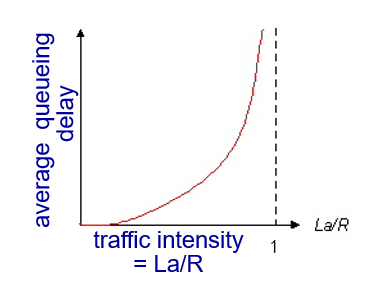 average queueing
delay
La/R
traffic intensity
= La/R
1